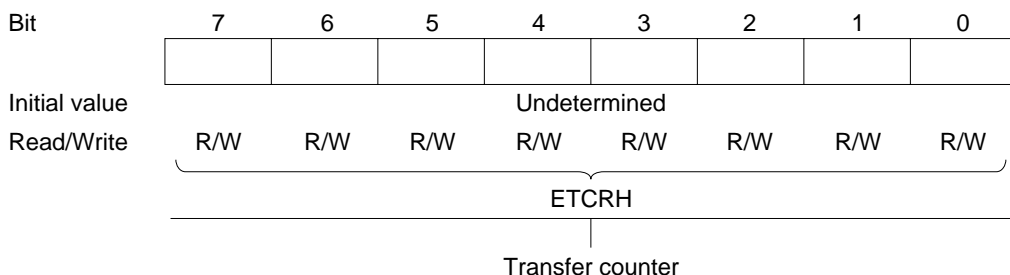 Bit 7 6 5 4 3 2 1 0
Initial value Undetermined
Read/Write R/W R/W R/W R/W R/W R/W R/W R/W
ETCRH
Transfer counter